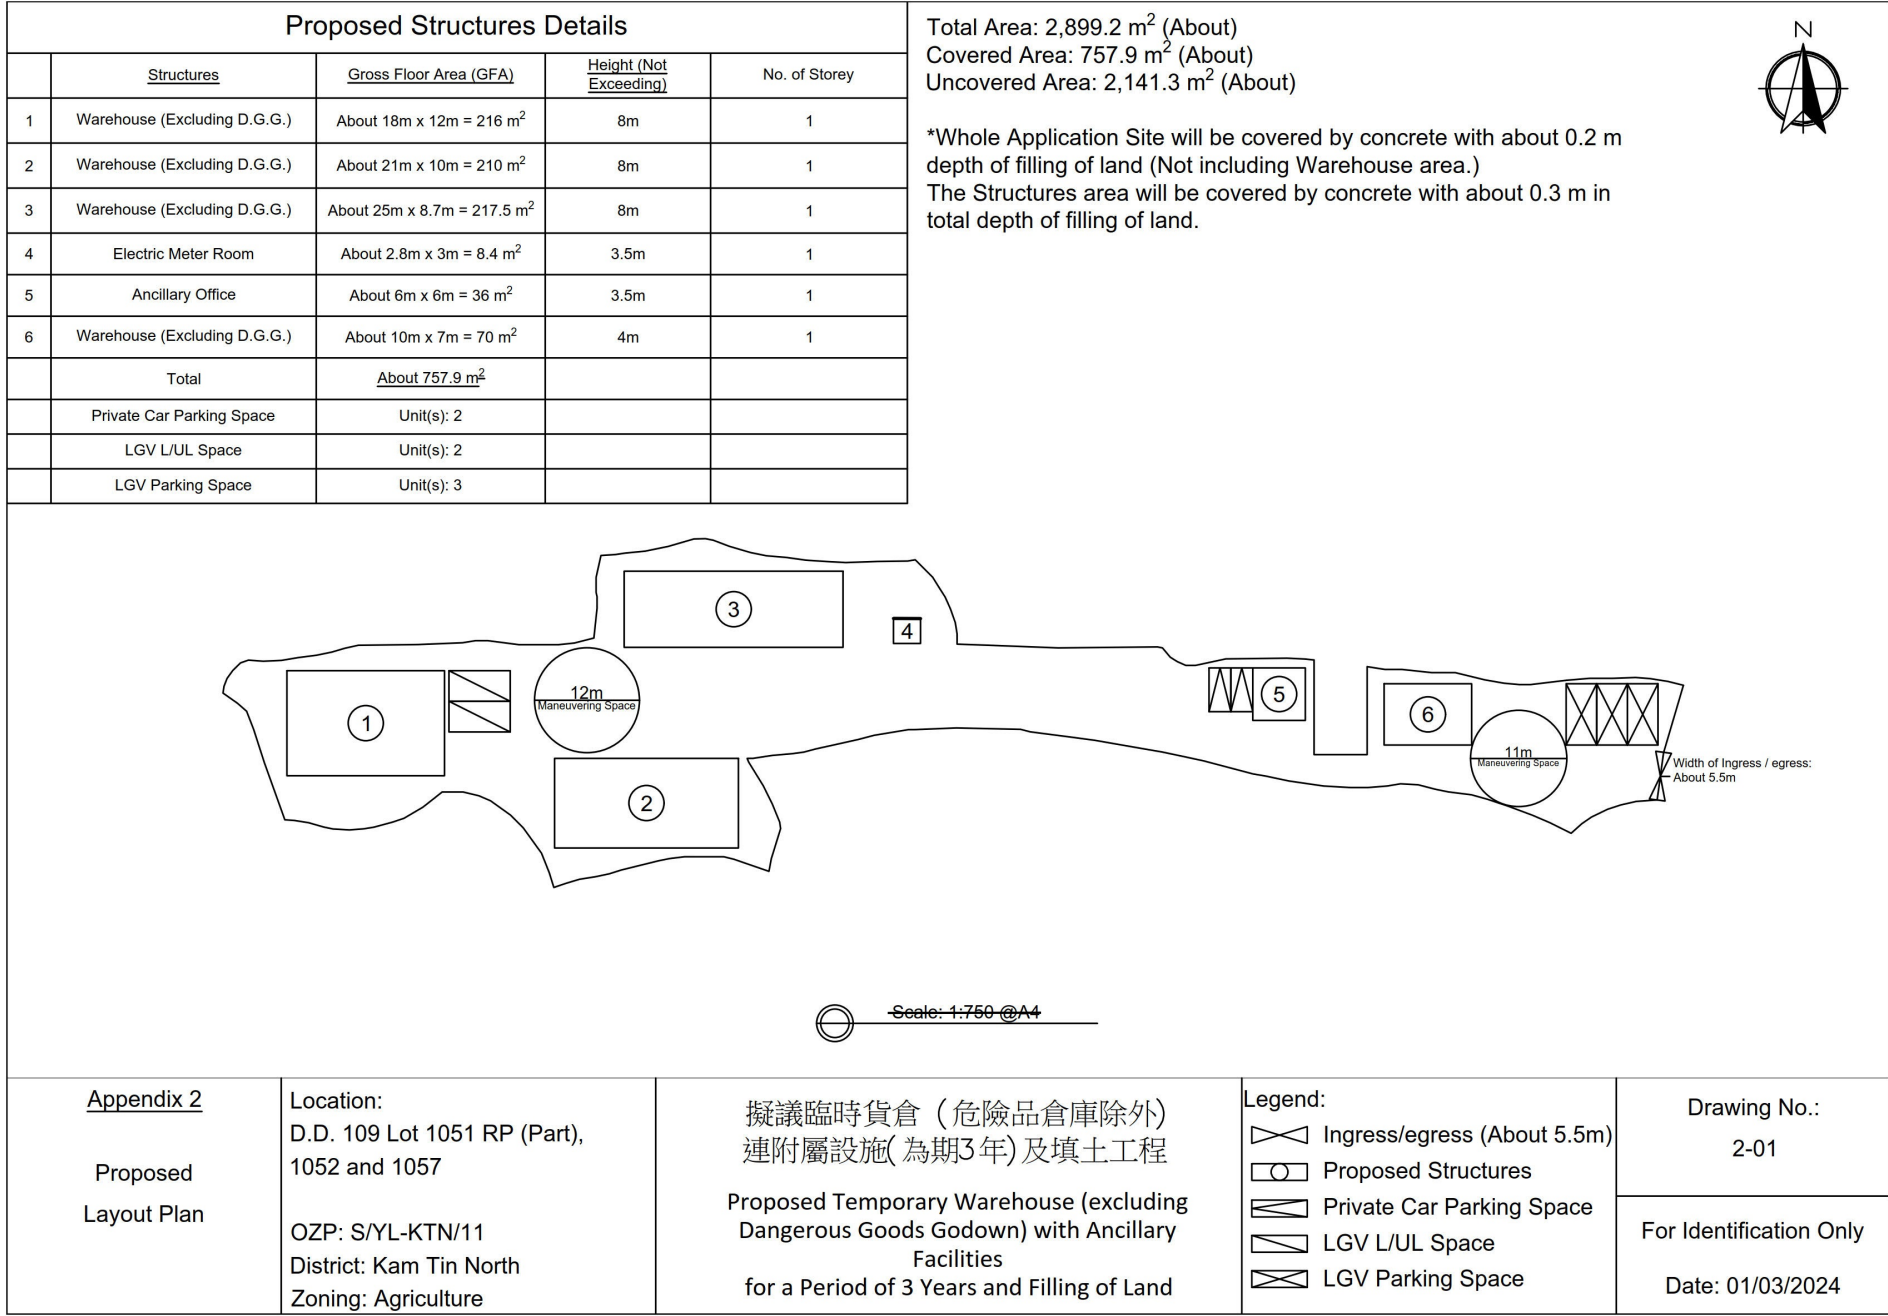 Proposed Structures Details
Structures Gross Floor Area (GFA) Height (Not Exceeding) No. of Storey
1 Warehouse (Excluding D.G.G.) About 18m x 12m = 216 m² 8m 1
2 Warehouse (Excluding D.G.G.) About 21m x 10m = 210 m² 8m 1
3 Warehouse (Excluding D.G.G.) About 25m x 8.7m = 217.5 m² 8m 1
4 Electric Meter Room About 2.8m x 3m = 8.4 m² 3.5m 1
5 Ancillary Office About 6m x 6m = 36 m² 3.5m 1
6 Warehouse (Excluding D.G.G.) About 10m x 7m = 70 m² 4m 1
Total About 757.9 m²
Private Car Parking Space Unit(s): 2
LGV L/UL Space Unit(s): 2
LGV Parking Space Unit(s): 3
Total Area: 2,899.2 m² (About)
Covered Area: 757.9 m² (About)
Uncovered Area: 2,141.3 m² (About)
*Whole Application Site will be covered by concrete with about 0.2 m
depth of filling of land (Not including Warehouse area.)
The Structures area will be covered by concrete with about 0.3 m in
total depth of filling of land.
N
3
4
1
12m
Maneuvering Space
2
5
6
11m
Maneuvering Space
Width of Ingress / egress:
About 5.5m
Scale: 1:750 @A4
Appendix 2
Proposed
Layout Plan
Location:
D.D. 109 Lot 1051 RP (Part),
1052 and 1057
OZP: S/YL-KTN/11
District: Kam Tin North
Zoning: Agriculture
擬議臨時貨倉（危險品倉庫除外)
連附屬設施(為期3年)及填土工程
Proposed Temporary Warehouse (excluding
Dangerous Goods Godown) with Ancillary
Facilities
for a Period of 3 Years and Filling of Land
Legend:
Ingress/egress (About 5.5m)
Proposed Structures
Private Car Parking Space
LGV L/UL Space
LGV Parking Space
Drawing No.:
2-01
For Identification Only
Date: 01/03/2024